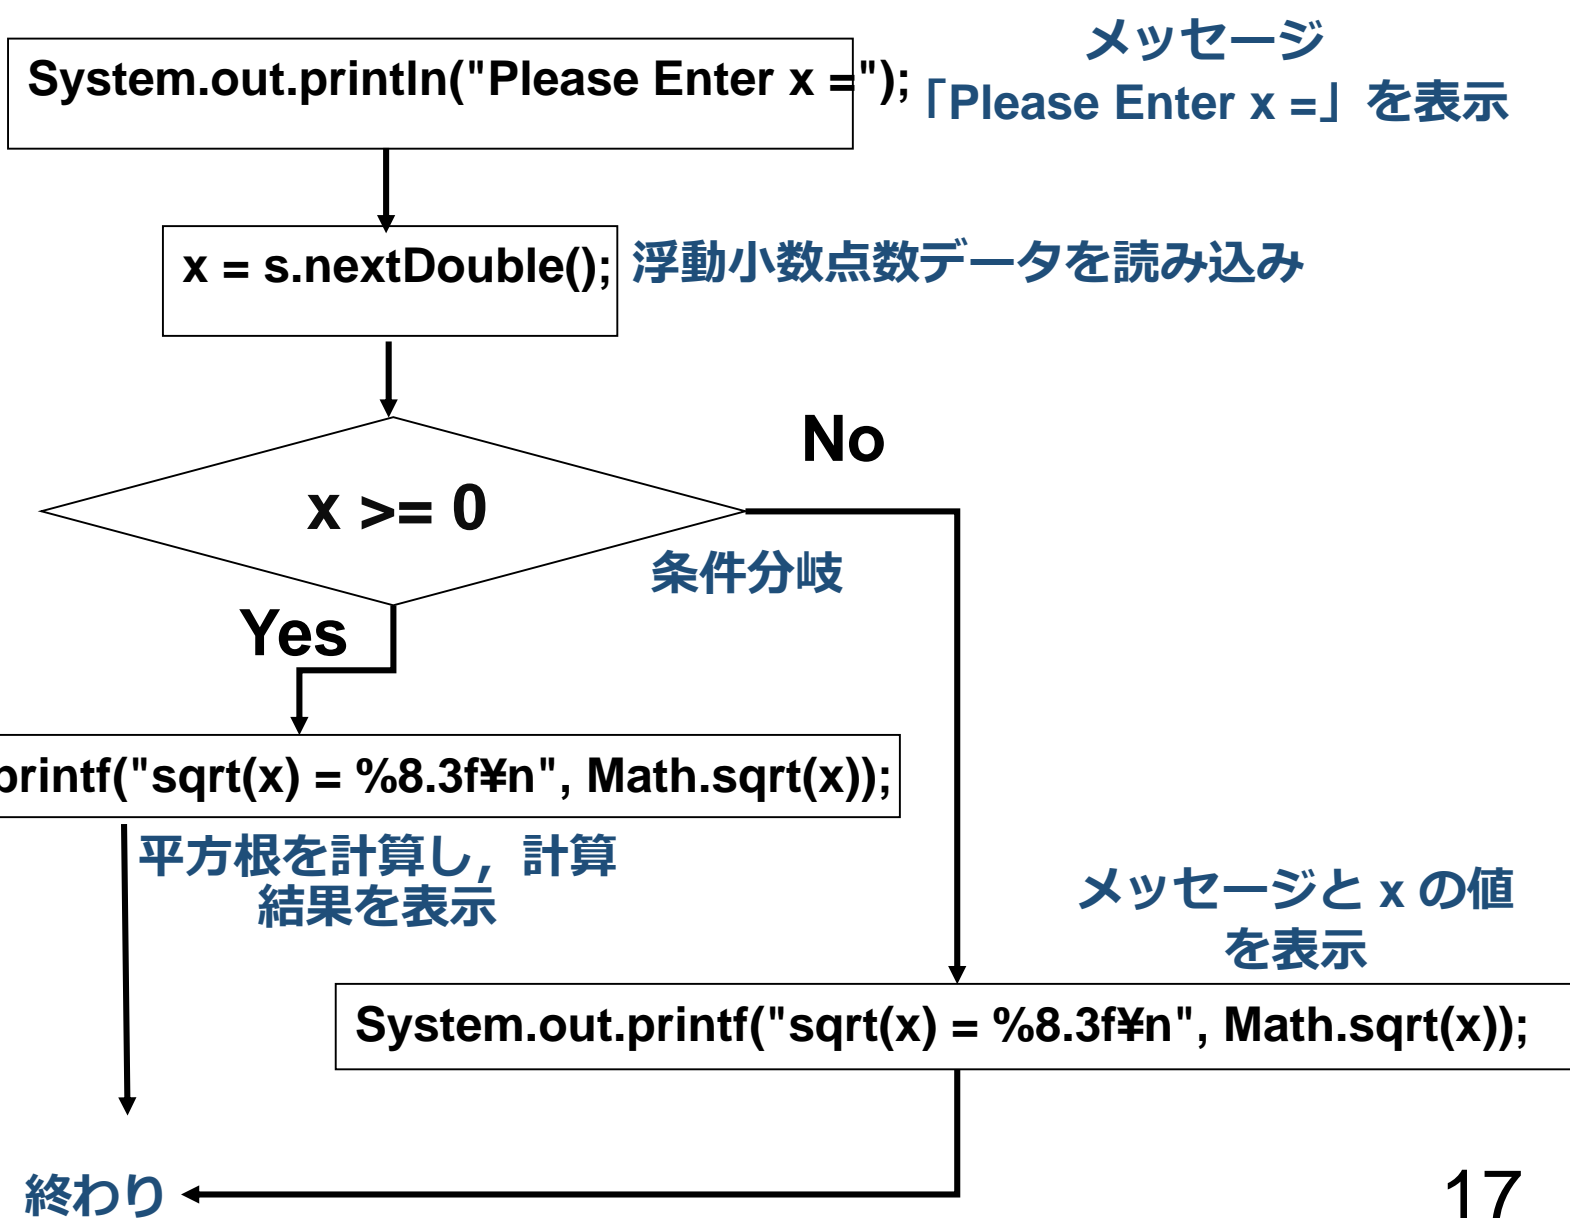 System.out.println("Please Enter x =");
メッセージ
「Please Enter x =」を表示
x = s.nextDouble();
浮動小数点数データを読み込み
x >= 0
No
条件分岐
Yes
printf("sqrt(x) = %8.3f¥n", Math.sqrt(x));
平方根を計算し，計算
結果を表示
メッセージと x の値
を表示
System.out.printf("sqrt(x) = %8.3f¥n", Math.sqrt(x));
終わり
17